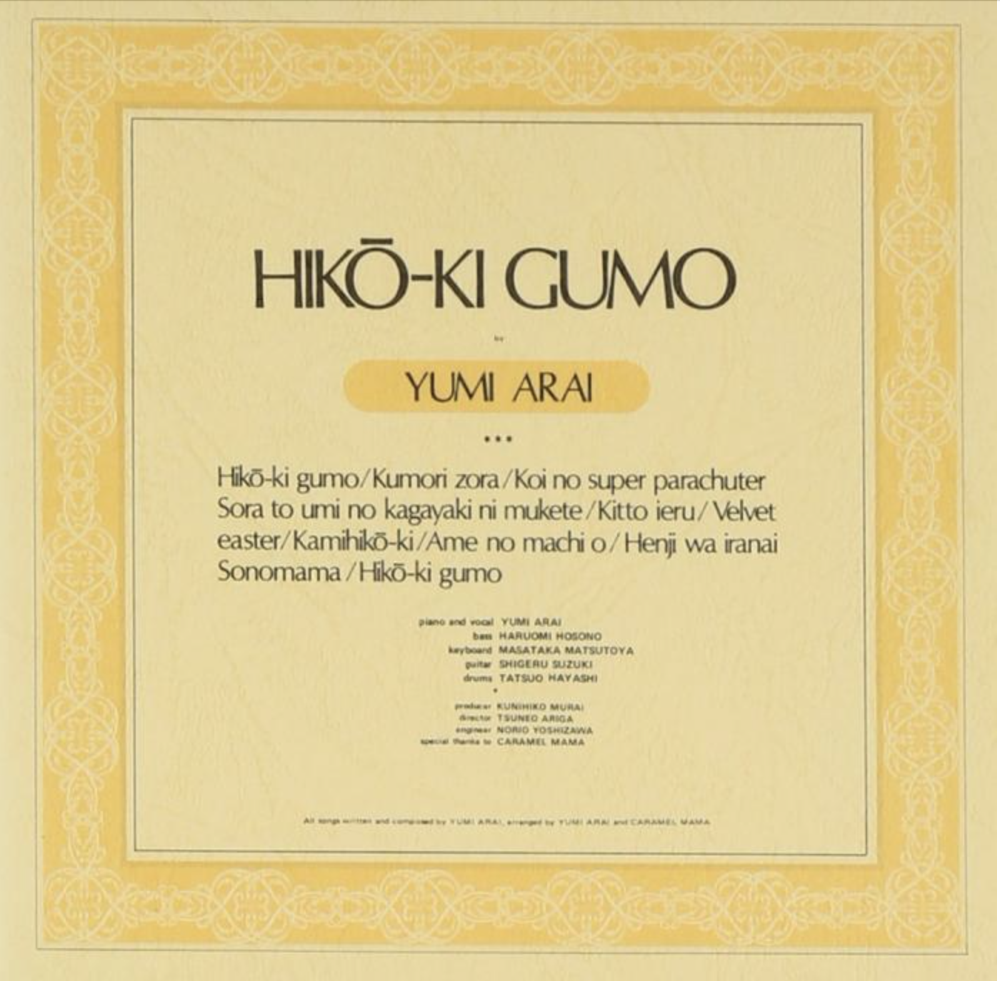 HIKŌ-KI GUMO
by
YUMI ARAI
•••
Hikō-ki gumo/Kumori zora/Koi no super parachuter
Sora to umi no kagayaki ni mukete/Kitto ieru/Velvet
easter/Kamihikō-ki/Ame no machi o/Henji wa iranai
Sonomama/Hikō-ki gumo
piano and vocal YUMI ARAI
bass HARUOMI HOSONO
keyboard MASATAKA MATSUTOYA
guitar SHIGERU SUZUKI
drums TATSUO HAYASHI
•
producer KUNIHIKO MURAI
director TSUNEO ARIGA
engineer NORIO YOSHIZAWA
special thanks to CARAMEL MAMA
All songs written and composed by YUMI ARAI, arranged by YUMI ARAI and CARAMEL MAMA